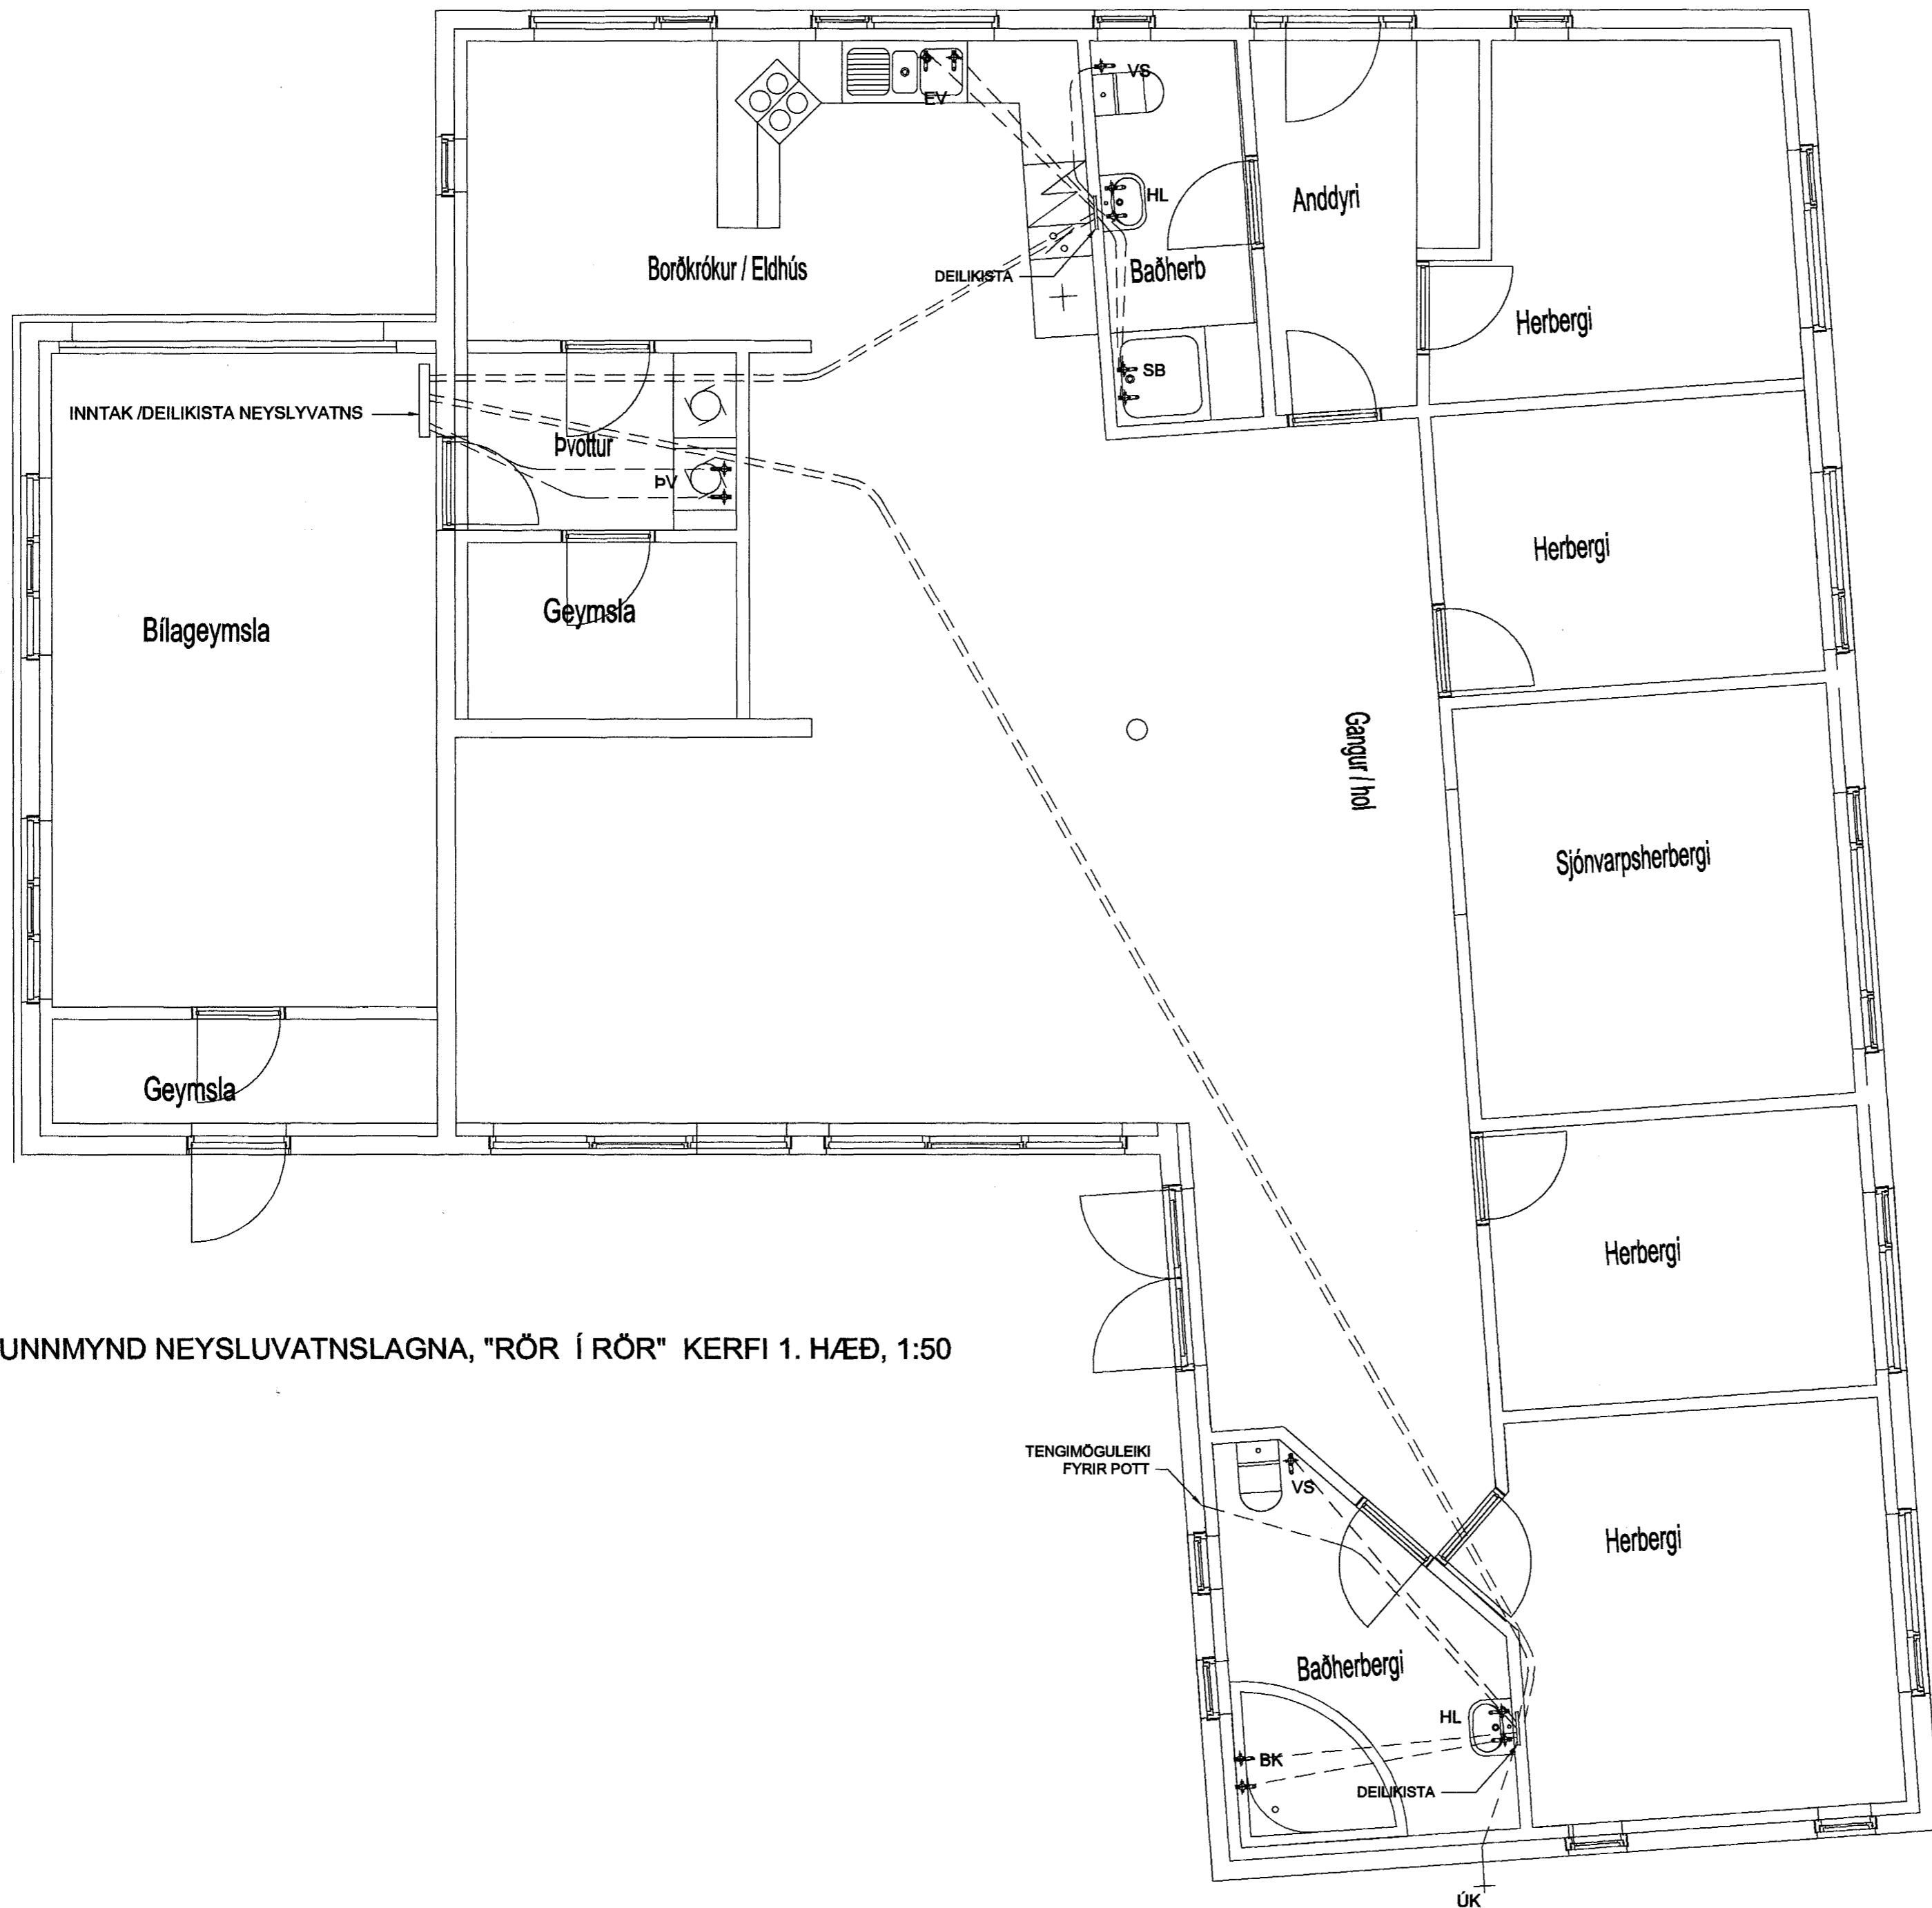 VS
EV
HL
Anddyri
Borðkrókur / Eldhús
DEILIKISTA
Baðherb
Herbergi
SB
INNTAK /DEILIKISTA NEYSLYVATNS
Þvottur
ÞV
Herbergi
Geymsla
Bílageymsla
Gangur / hol
Sjónvarpsherbergi
Geymsla
Herbergi
UNNMYND NEYSLUVATNSLAGNA, "RÖR Í RÖR" KERFI 1. HÆÐ, 1:50
TENGIMÖGULEIKI
FYRIR POTT
VS
Herbergi
Baðherbergi
HL
BK
DEILIKISTA
ÚK